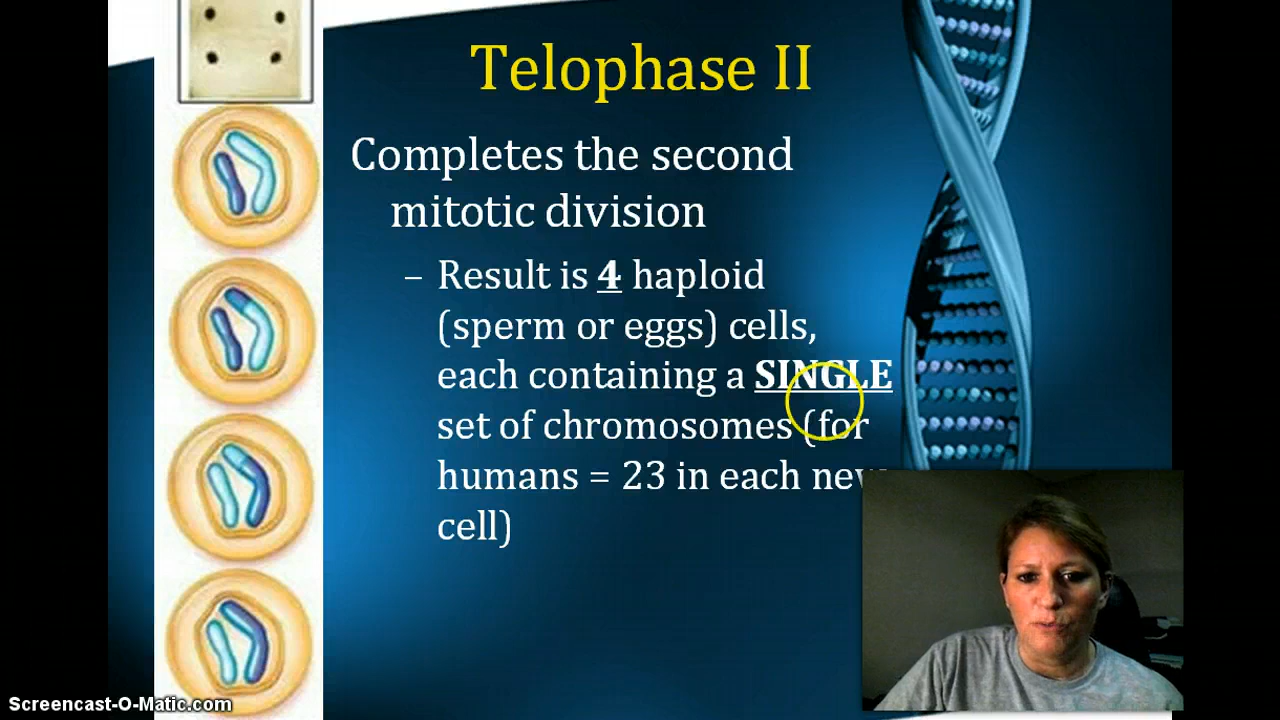 Telophase II
Completes the second
mitotic division
– Result is 4 haploid
(sperm or eggs) cells,
each containing a SINGLE
set of chromosomes (for
humans = 23 in each new
cell)
Screencast-O-Matic.com